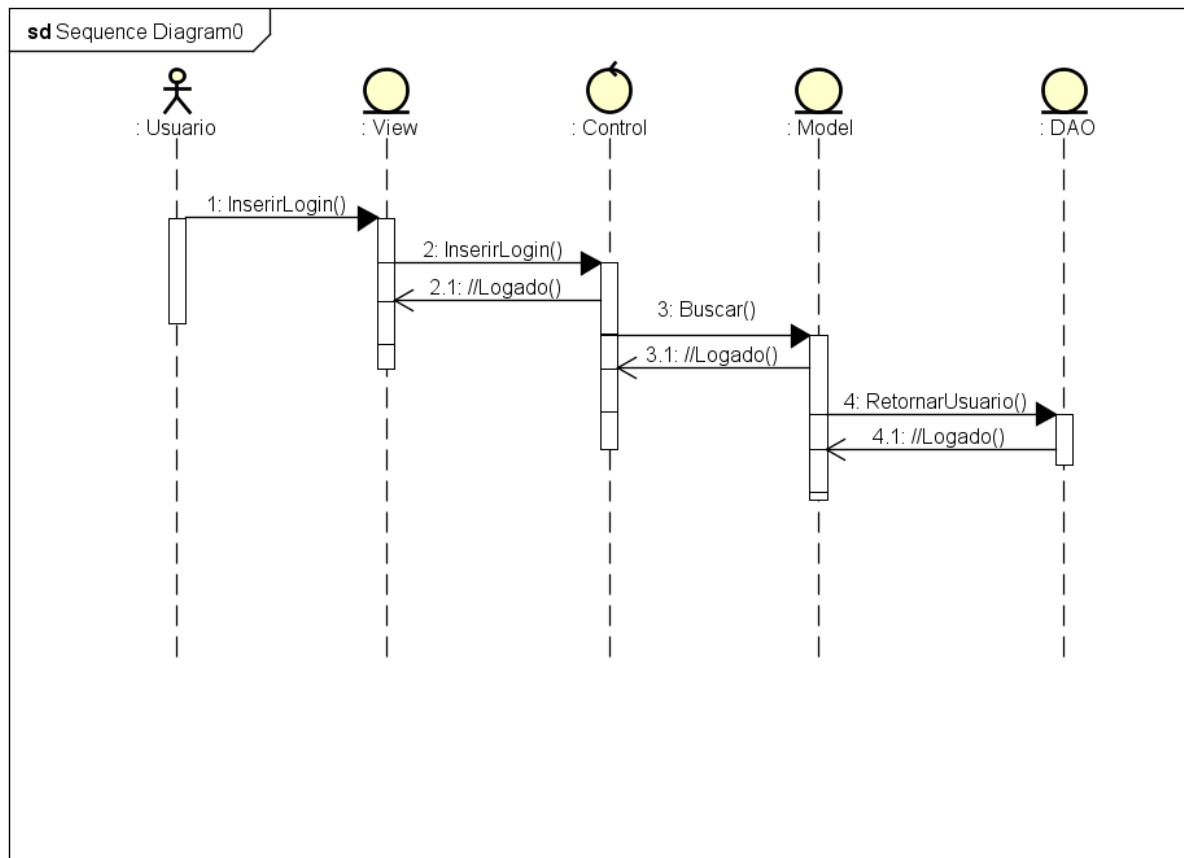 sd Sequence Diagram0
: Usuario
: View
: Control
: Model
: DAO
1: InserirLogin()
2: InserirLogin()
2.1: //Logado()
3: Buscar()
3.1: //Logado()
4: RetornarUsuario()
4.1: //Logado()